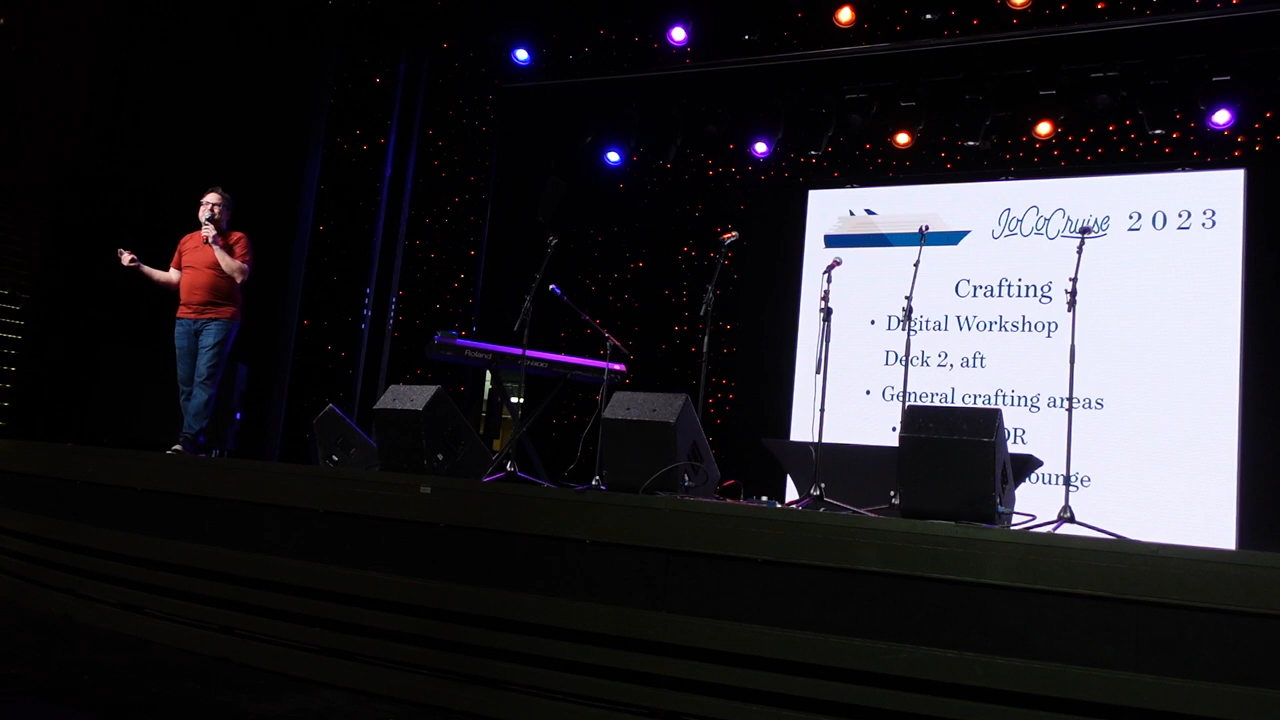 JoCoCruise 2023
Crafting
• Digital Workshop
Deck 2, aft
• General crafting areas
•
Roland